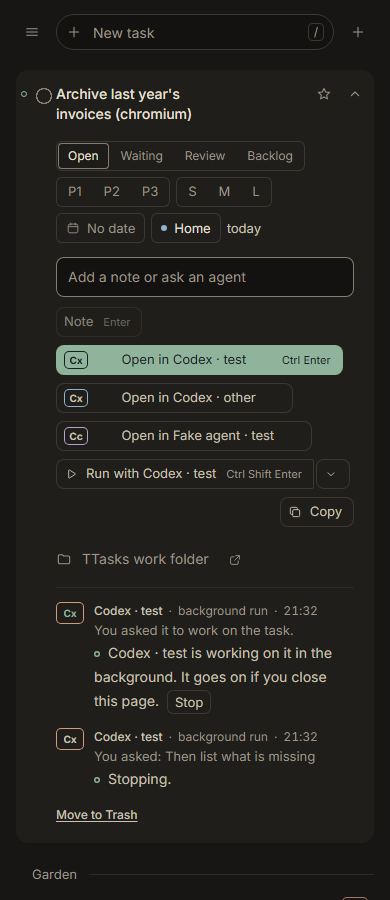 New task /
Archive last year's
invoices (chromium)
Open Waiting Review Backlog
P1 P2 P3 S M L
No date Home today
Add a note or ask an agent
Note Enter
Cx Open in Codex · test Ctrl Enter
Cx Open in Codex · other
Cc Open in Fake agent · test
Run with Codex · test Ctrl Shift Enter
Copy
TTasks work folder
Cx Codex · test · background run · 21:32
You asked it to work on the task.
Codex · test is working on it in the
background. It goes on if you close
this page. Stop
Cx Codex · test · background run · 21:32
You asked: Then list what is missing
Stopping.
Move to Trash
Garden